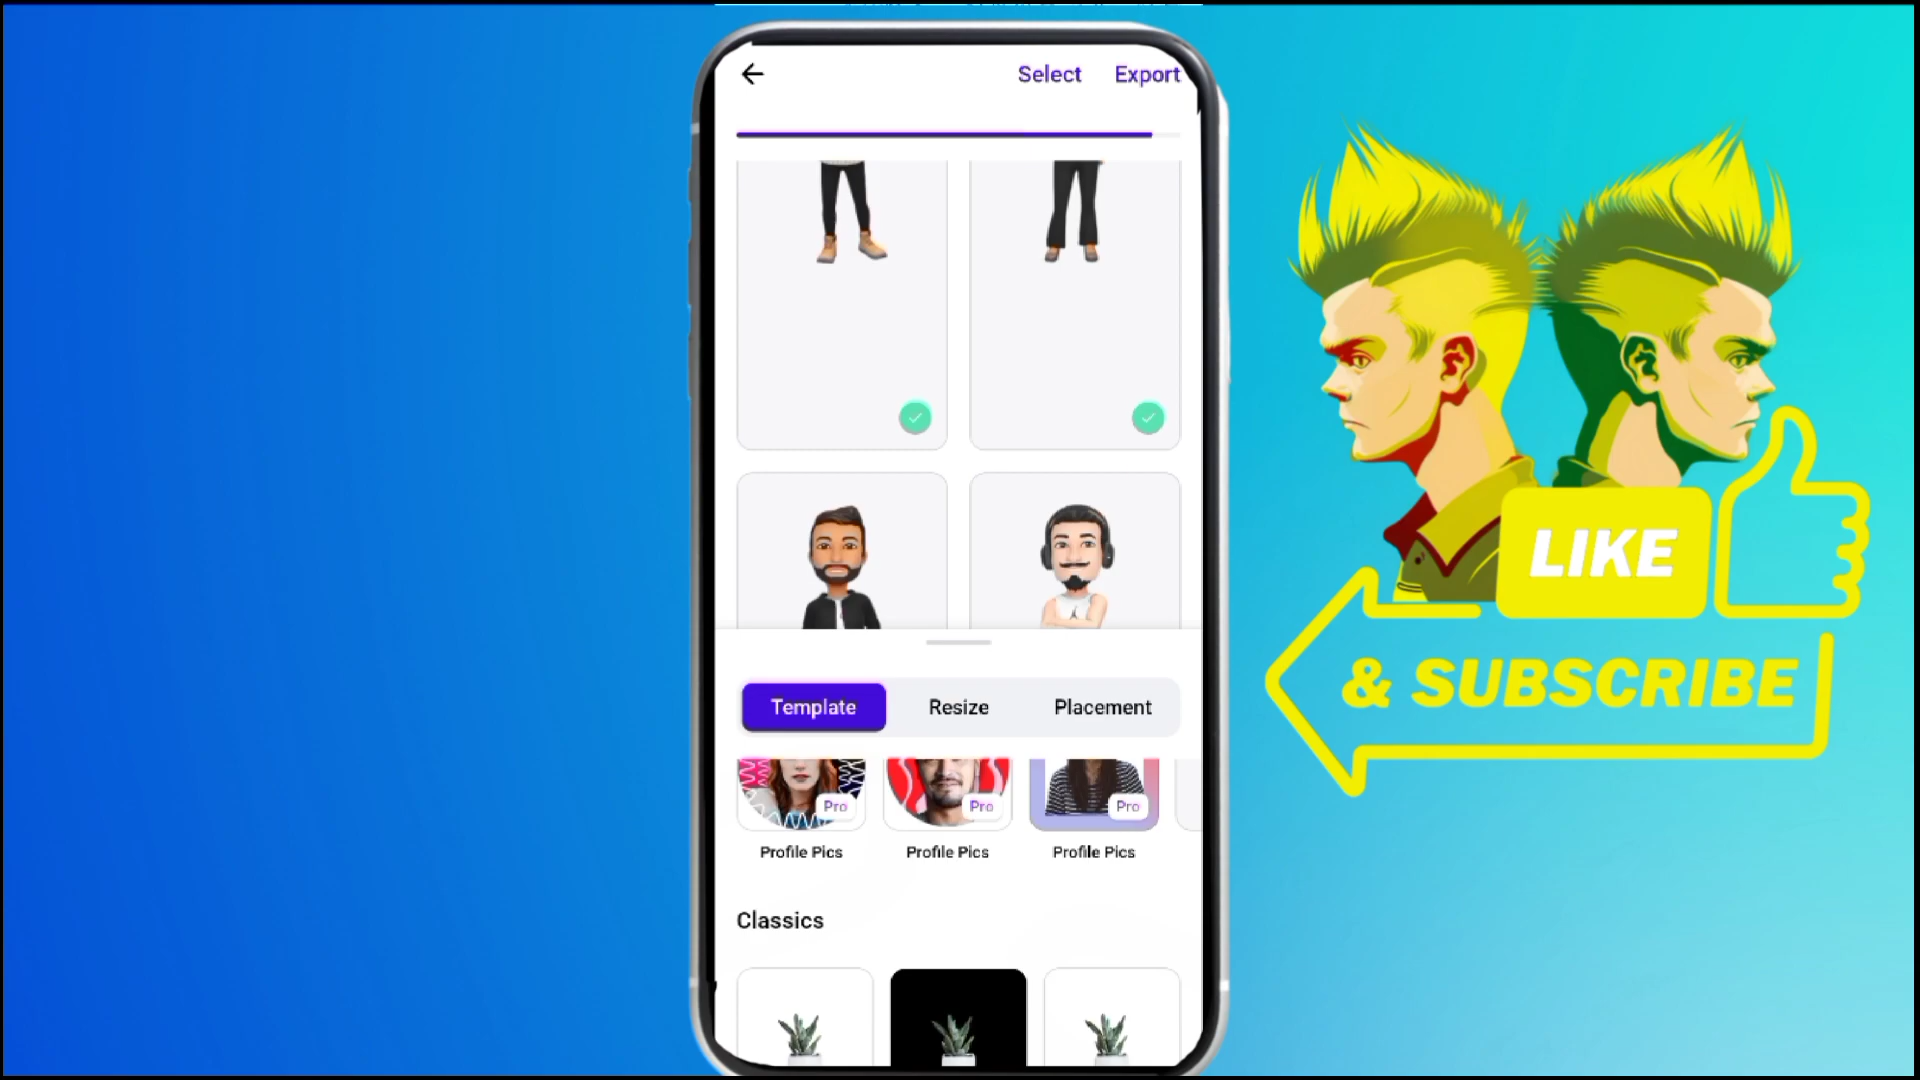 Select Export
Template Resize Placement
Pro Pro Pro
Profile Pics Profile Pics Profile Pics
Classics
LIKE
& SUBSCRIBE